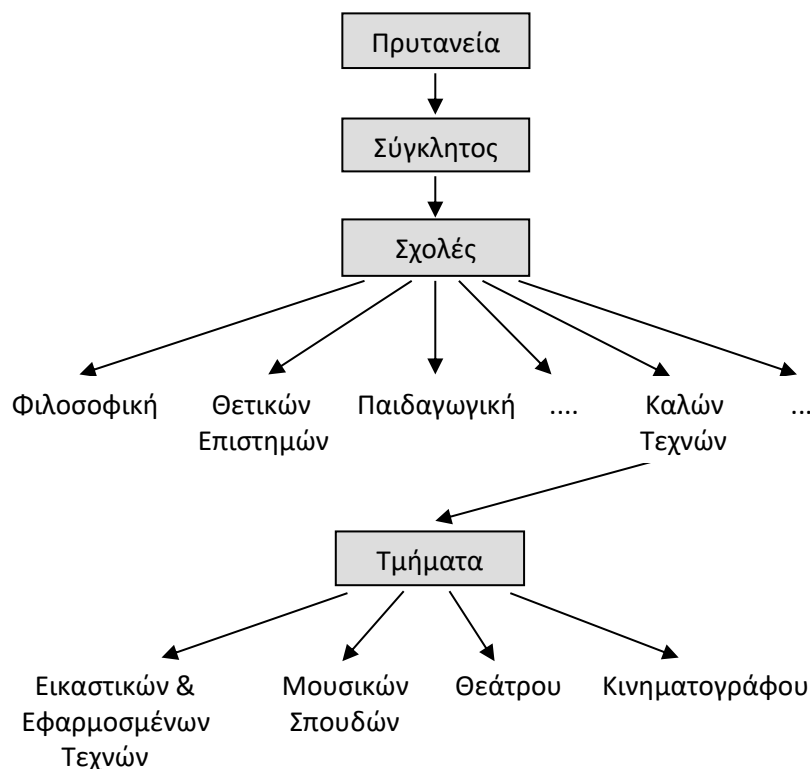 Πρυτανεία
Σύγκλητος
Σχολές
Φιλοσοφική Θετικών Παιδαγωγική .... Καλών ...
Επιστημών Τεχνών
Τμήματα
Εικαστικών & Μουσικών Θεάτρου Κινηματογράφου
Εφαρμοσμένων Σπουδών
Τεχνών